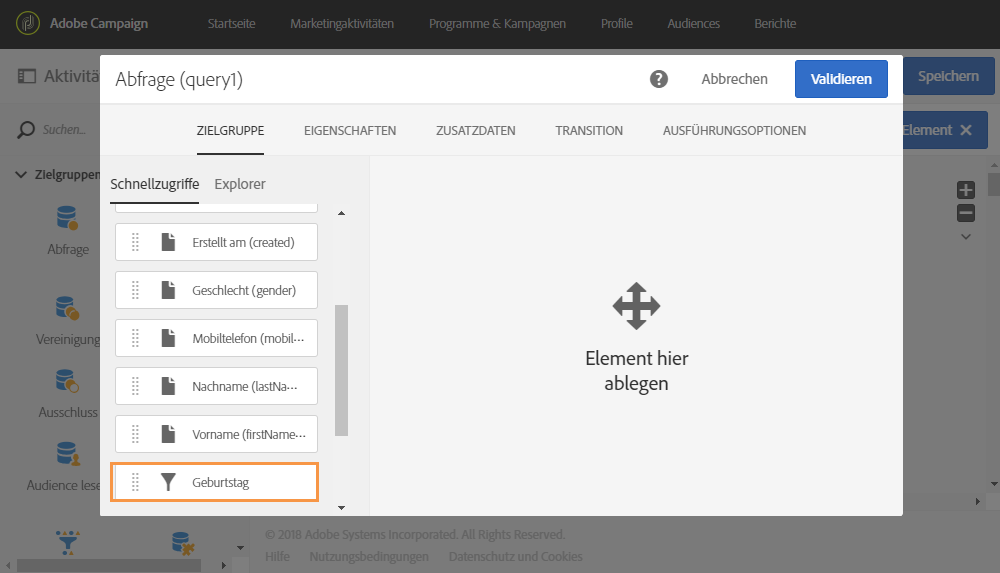 Adobe Campaign
Startseite
Marketingaktivitäten
Programme & Kampagnen
Profile
Audiences
Berichte
Aktivitä
Speichern
Abfrage (query1)
?
Abbrechen
Validieren
Suchen...
Element
ZIELGRUPPE
EIGENSCHAFTEN
ZUSATZDATEN
TRANSITION
AUSFÜHRUNGSOPTIONEN
Zielgruppen
Abfrage
Vereinigung
Ausschluss
Audience lese
Schnellzugriffe
Explorer
Erstellt am (created)
Geschlecht (gender)
Mobiltelefon (mobil...
Nachname (lastNa...
Vorname (firstName...
Geburtstag
Element hier
ablegen
© 2018 Adobe Systems Incorporated. All Rights Reserved.
Hilfe
Nutzungsbedingungen
Datenschutz und Cookies